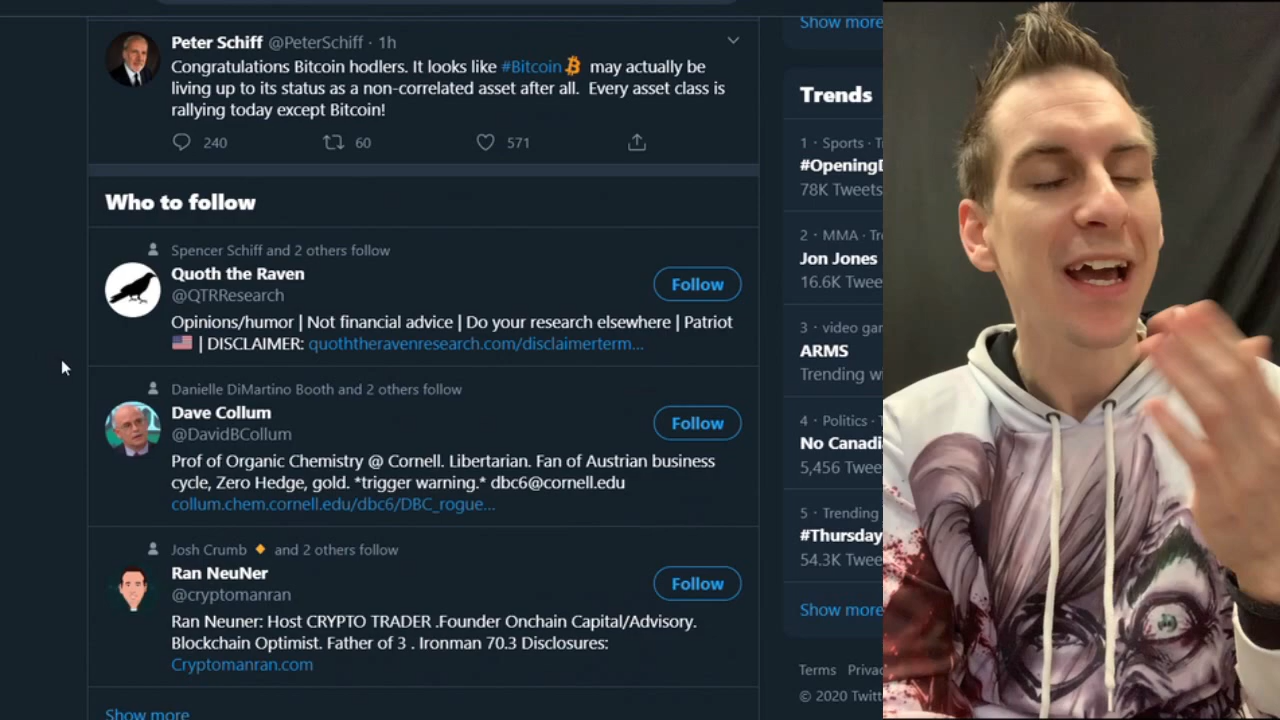 Peter Schiff @PeterSchiff · 1h
Congratulations Bitcoin hodlers. It looks like #Bitcoin may actually be
living up to its status as a non-correlated asset after all. Every asset class is
rallying today except Bitcoin!
240 60 571
Who to follow
Spencer Schiff and 2 others follow
Quoth the Raven
@QTRResearch
Follow
Opinions/humor | Not financial advice | Do your research elsewhere | Patriot
| DISCLAIMER: quoththeravenresearch.com/disclaimerterm…
Danielle DiMartino Booth and 2 others follow
Dave Collum
@DavidBCollum
Follow
Prof of Organic Chemistry @ Cornell. Libertarian. Fan of Austrian business
cycle, Zero Hedge, gold. *trigger warning.* dbc6@cornell.edu
collum.chem.cornell.edu/dbc6/DBC_rogue…
Josh Crumb 🔸 and 2 others follow
Ran NeuNer
@cryptomanran
Follow
Ran Neuner: Host CRYPTO TRADER .Founder Onchain Capital/Advisory.
Blockchain Optimist. Father of 3 . Ironman 70.3 Disclosures:
Cryptomanran.com
Show more
Show more
Trends
1 · Sports ·
#Opening
78K Tweets
2 · MMA ·
Jon Jones
16.6K Twee
3 · video gar
ARMS
Trending w
4 · Politics ·
No Canadi
5,456 Twee
5 · Trending
#Thursday
54.3K Twee
Show more
Terms Privac
© 2020 Twitt